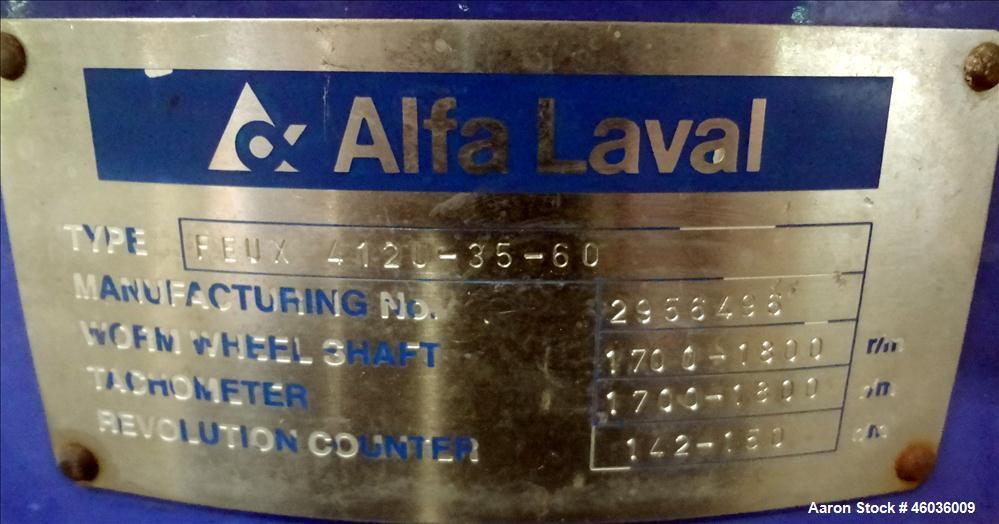 Alfa Laval
TYPE FEUX 412U-35-60
MANUFACTURING No. 2956496
WORM WHEEL SHAFT 1700-1800 r/m
TACHOMETER 1700-1800
REVOLUTION COUNTER 142-150 r/m
Aaron Stock # 46036009